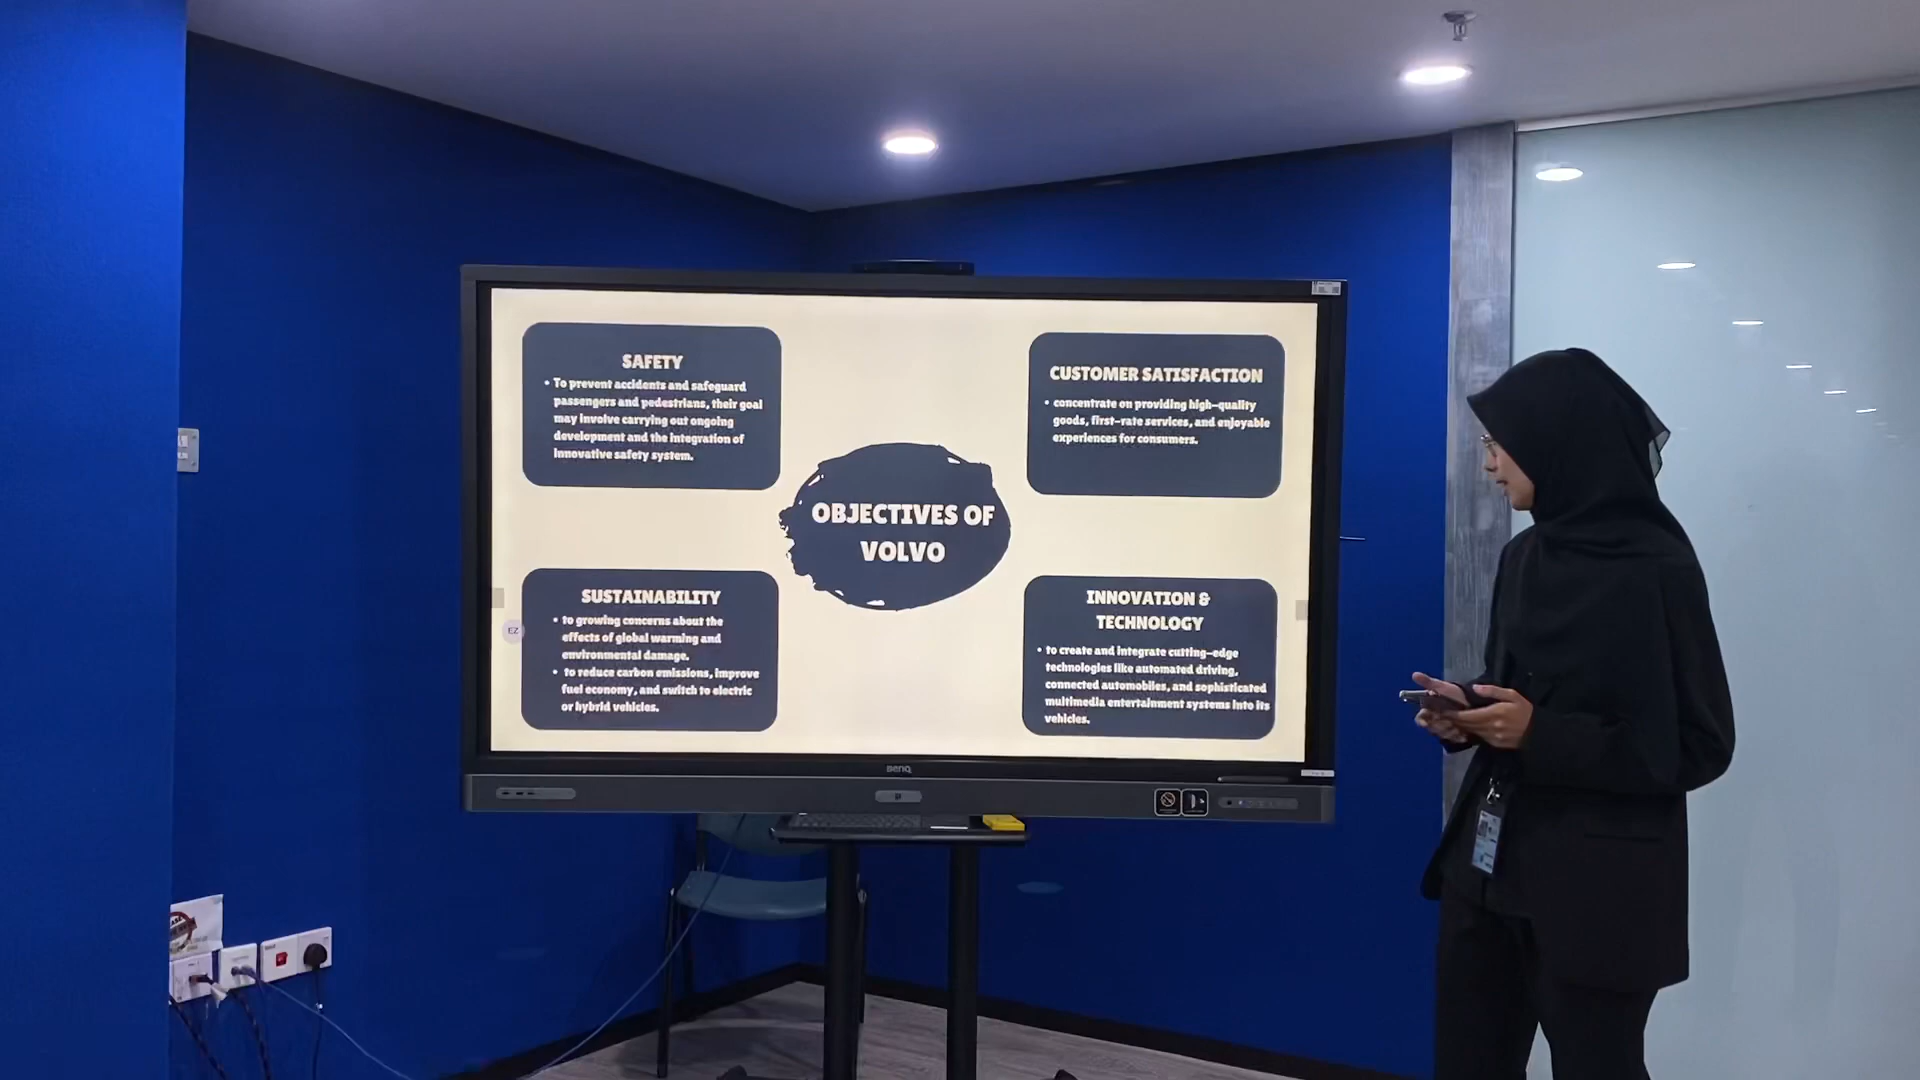 SAFETY
• To prevent accidents and safeguard
passengers and pedestrians, their goal
may involve carrying out ongoing
development and the integration of
innovative safety system.
CUSTOMER SATISFACTION
• concentrate on providing high-quality
goods, first-rate services, and enjoyable
experiences for consumers.
OBJECTIVES OF
VOLVO
SUSTAINABILITY
• to growing concerns about the
effects of global warming and
environmental damage.
• to reduce carbon emissions, improve
fuel economy, and switch to electric
or hybrid vehicles.
INNOVATION &
TECHNOLOGY
• to create and integrate cutting-edge
technologies like automated driving,
connected automobiles, and sophisticated
multimedia entertainment systems into its
vehicles.
EZ
BenQ